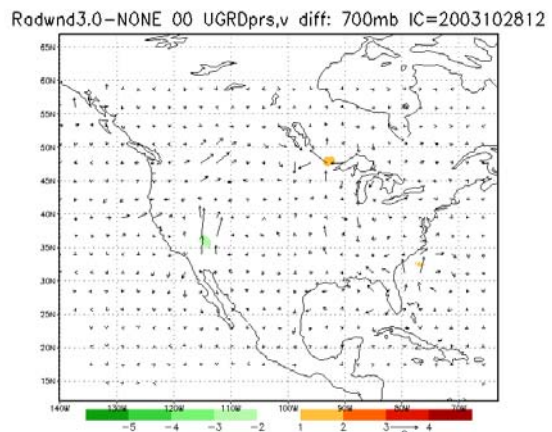 Radwnd3.0-NONE 00 UGRDprs,v diff: 700mb IC=2003102812
65N
60N
55N
50N
45N
40N
35N
30N
25N
20N
15N
140W 130W 120W 110W 100W 90W 80W 70W
-5 -4 -3 -2 1 2 3 4